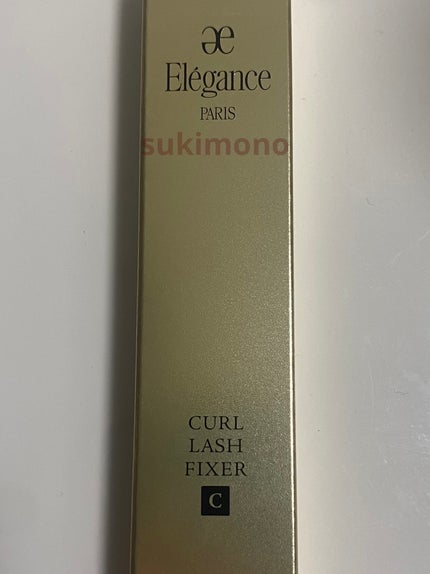 æ
Elégance
PARIS
sukimono
CURL
LASH
FIXER
C